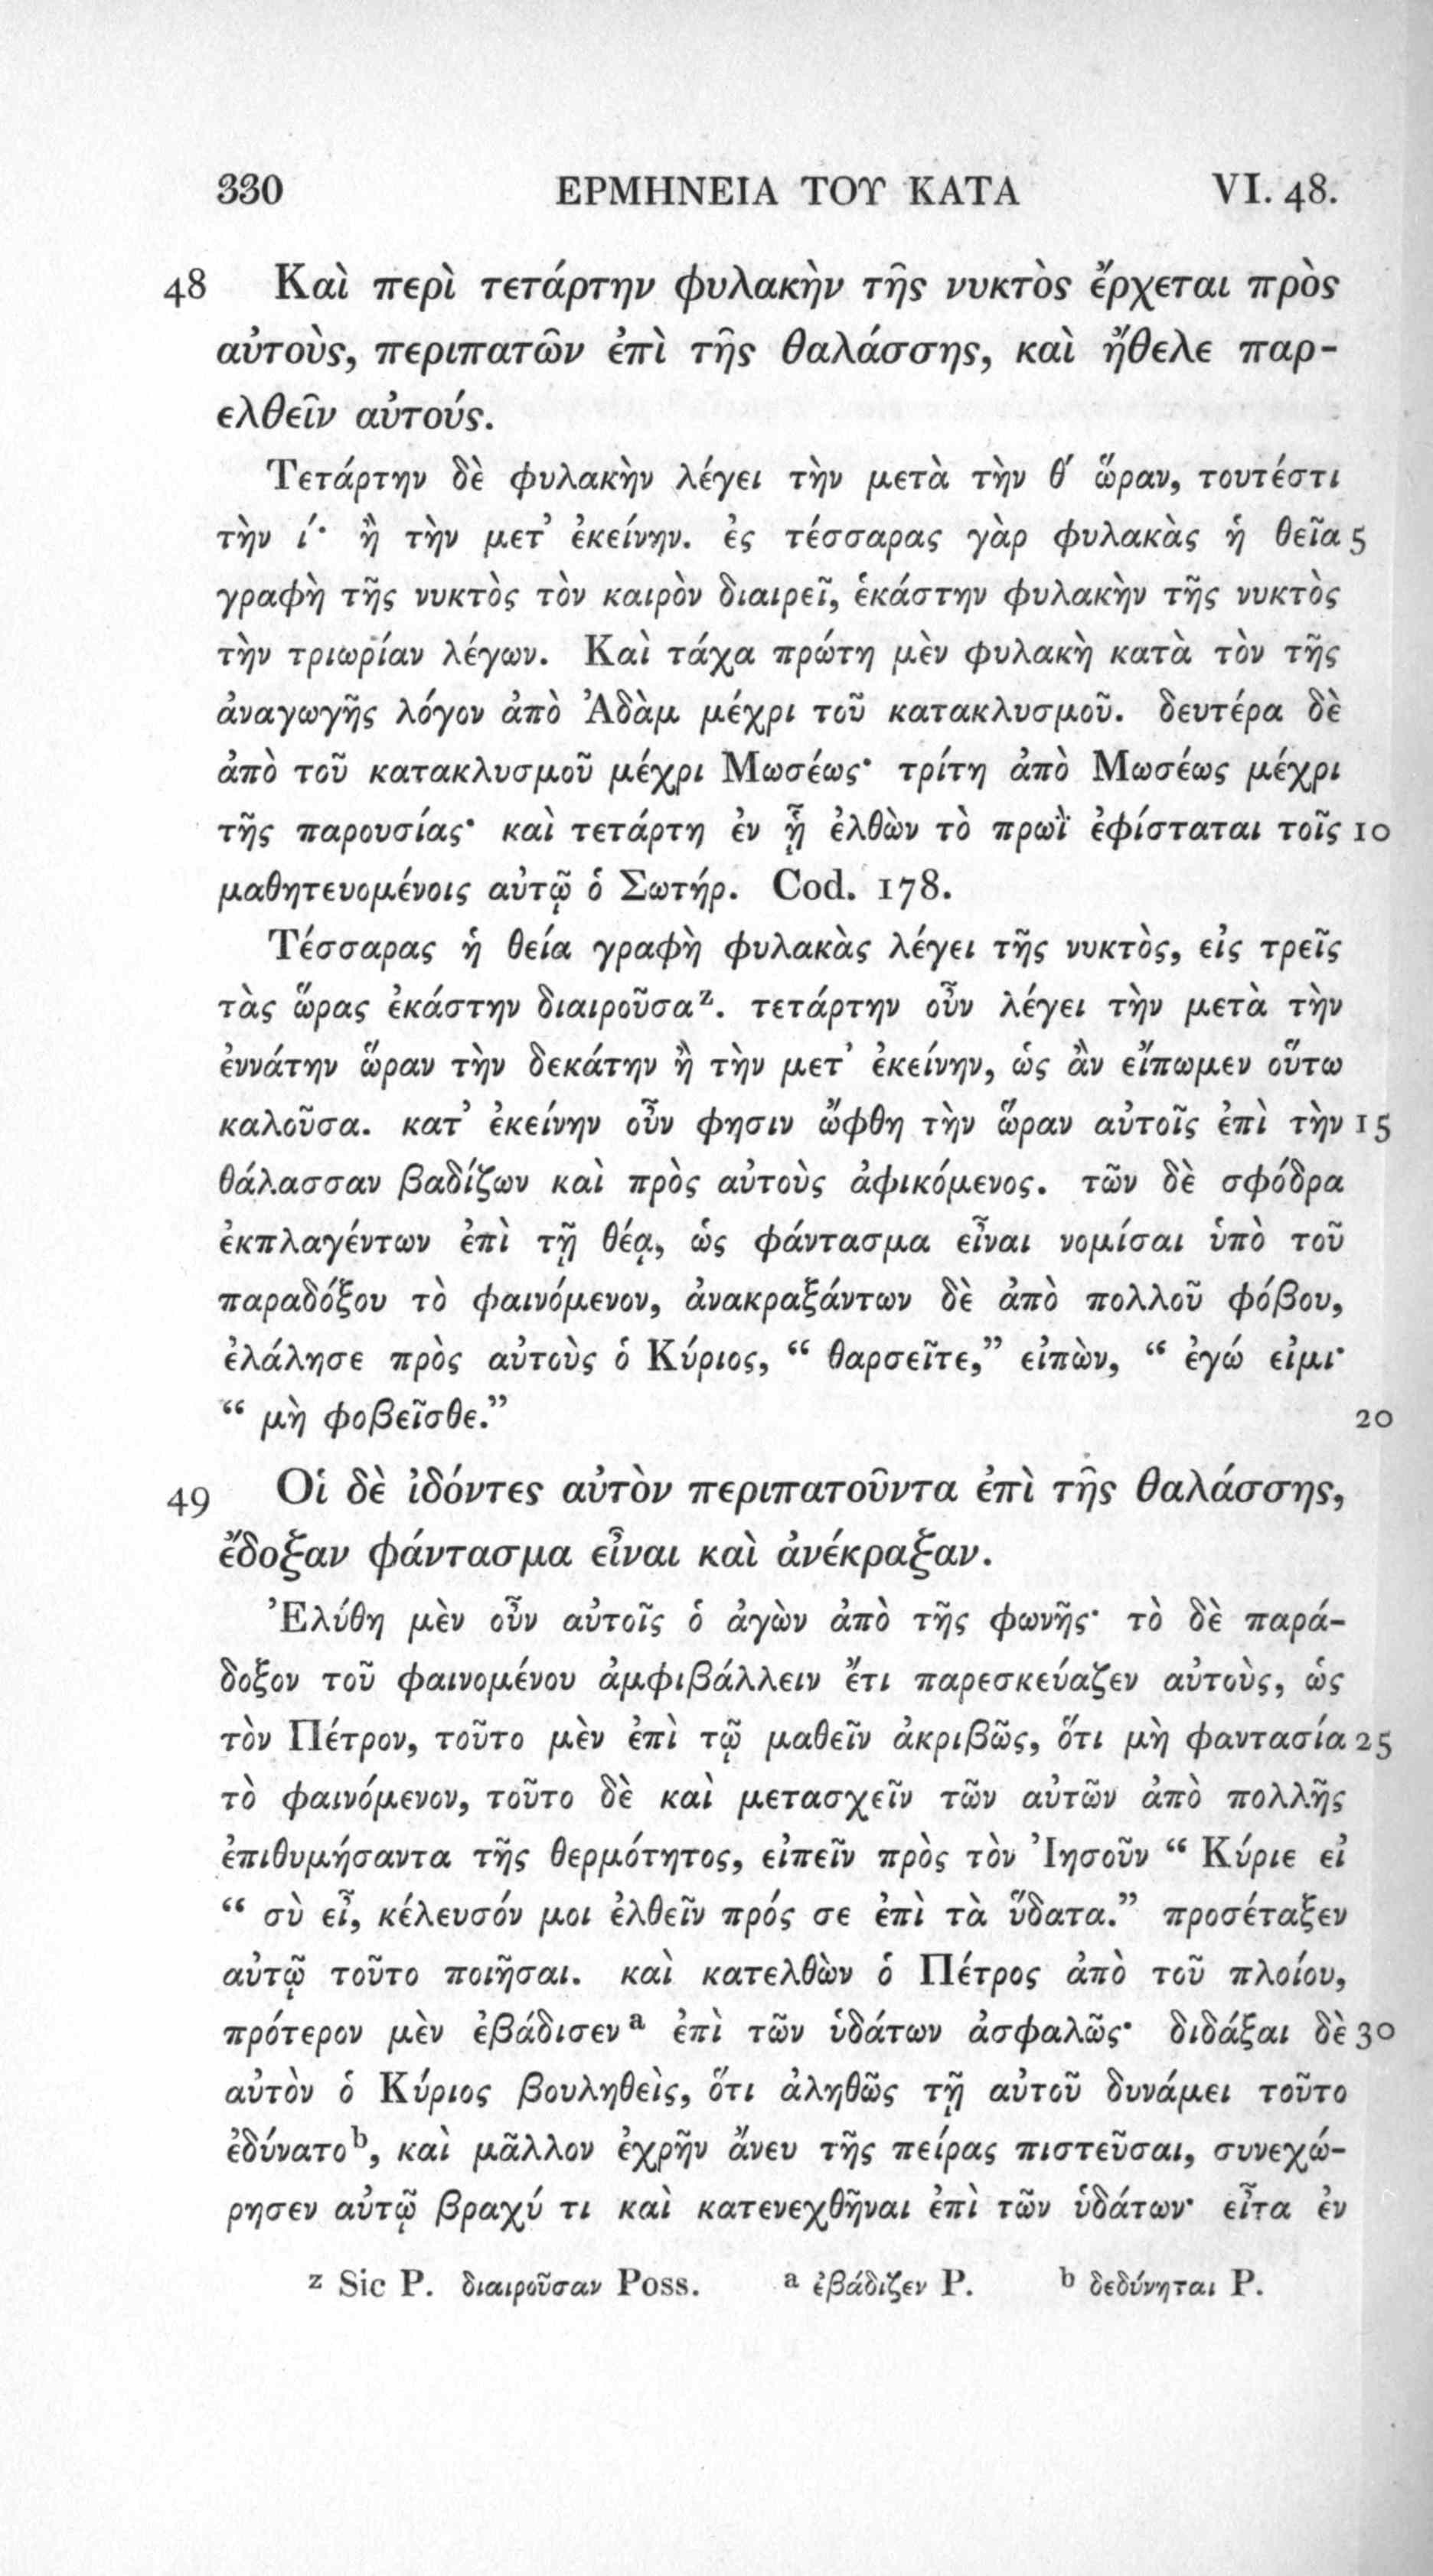 330 ΕΡΜΗΝΕΙΑ ΤΟΥ ΚΑΤΑ VI. 48.
48 Καὶ περὶ τετάρτην φυλακὴν τῆς νυκτὸς ἔρχεται πρὸς
αὐτοὺς, περιπατῶν ἐπὶ τῆς θαλάσσης, καὶ ἤθελε παρ-
ελθεῖν αὐτούς.
Τετάρτην δὲ φυλακὴν λέγει τὴν μετὰ τὴν θ́ ὥραν, τουτέστι
τὴν ί· ἢ τὴν μετ᾽ ἐκείνην. ἐς τέσσαρας γὰρ φυλακὰς ἡ θεῖα 5
γραφὴ τῆς νυκτὸς τὸν καιρὸν διαιρεῖ, ἑκάστην φυλακὴν τῆς νυκτὸς
τὴν τριωρίαν λέγων. Καὶ τάχα πρώτη μὲν φυλακὴ κατὰ τὸν τῆς
ἀναγωγῆς λόγον ἀπὸ Ἀδὰμ μέχρι τοῦ κατακλυσμοῦ. δευτέρα δὲ
ἀπὸ τοῦ κατακλυσμοῦ μέχρι Μωσέως· τρίτη ἀπὸ Μωσέως μέχρι
τῆς παρουσίας· καὶ τετάρτη ἐν ᾗ ἐλθὼν τὸ πρωῒ ἐφίσταται τοῖς 10
μαθητευομένοις αὐτῷ ὁ Σωτήρ. Cod. 178.
Τέσσαρας ἡ θεία γραφὴ φυλακὰς λέγει τῆς νυκτὸς, εἰς τρεῖς
τὰς ὥρας ἐκάστην διαιροῦσα z. τετάρτην οὖν λέγει τὴν μετὰ τὴν
ἐννάτην ὥραν τὴν δεκάτην ἢ τὴν μετ᾽ ἐκείνην, ὡς ἂν εἴπωμεν οὕτω
καλοῦσα. κατ᾽ ἐκείνην οὖν φησιν ὤφθη τὴν ὥραν αὐτοῖς ἐπὶ τὴν 15
θάλασσαν βαδίζων καὶ πρὸς αὐτοὺς ἀφικόμενος. τῶν δὲ σφόδρα
ἐκπλαγέντων ἐπὶ τῇ θέᾳ, ὡς φάντασμα εἶναι νομίσαι ὑπὸ τοῦ
παραδόξου τὸ φαινόμενον, ἀνακραξάντων δὲ ἀπὸ πολλοῦ φόβου,
ἐλάλησε πρὸς αὐτοὺς ὁ Κύριος, “ θαρσεῖτε,” εἰπὼν, “ ἐγώ εἰμι·
“ μὴ φοβεῖσθε.” 20
49 Οἱ δὲ ἰδόντες αὐτὸν περιπατοῦντα ἐπὶ τῆς θαλάσσης,
ἔδοξαν φάντασμα εἶναι καὶ ἀνέκραξαν.
Ἐλύθη μὲν οὖν αὐτοῖς ὁ ἀγὼν ἀπὸ τῆς φωνῆς· τὸ δὲ παρά-
δοξον τοῦ φαινομένου ἀμφιβάλλειν ἔτι παρεσκεύαζεν αὐτοὺς, ὡς
τὸν Πέτρον, τοῦτο μὲν ἐπὶ τῷ μαθεῖν ἀκριβῶς, ὅτι μὴ φαντασία 25
τὸ φαινόμενον, τοῦτο δὲ καὶ μετασχεῖν τῶν αὐτῶν ἀπὸ πολλῆς
ἐπιθυμήσαντα τῆς θερμότητος, εἰπεῖν πρὸς τὸν Ἰησοῦν “ Κύριε εἰ
“ σὺ εἶ, κέλευσόν μοι ἐλθεῖν πρός σε ἐπὶ τὰ ὕδατα.” προσέταξεν
αὐτῷ τοῦτο ποιῆσαι. καὶ κατελθὼν ὁ Πέτρος ἀπὸ τοῦ πλοίου,
πρότερον μὲν ἐβάδισεν a ἐπὶ τῶν ὑδάτων ἀσφαλῶς· διδάξαι δὲ 30
αὐτὸν ὁ Κύριος βουληθεὶς, ὅτι ἀληθῶς τῇ αὐτοῦ δυνάμει τοῦτο
ἐδύνατο b, καὶ μᾶλλον ἐχρῆν ἄνευ τῆς πείρας πιστεῦσαι, συνεχώ-
ρησεν αὐτῷ βραχύ τι καὶ κατενεχθῆναι ἐπὶ τῶν ὑδάτων· εἶτα ἐν
z Sic P. διαιροῦσαν Poss. a ἐβάδιζεν P. b δεδύνηται P.